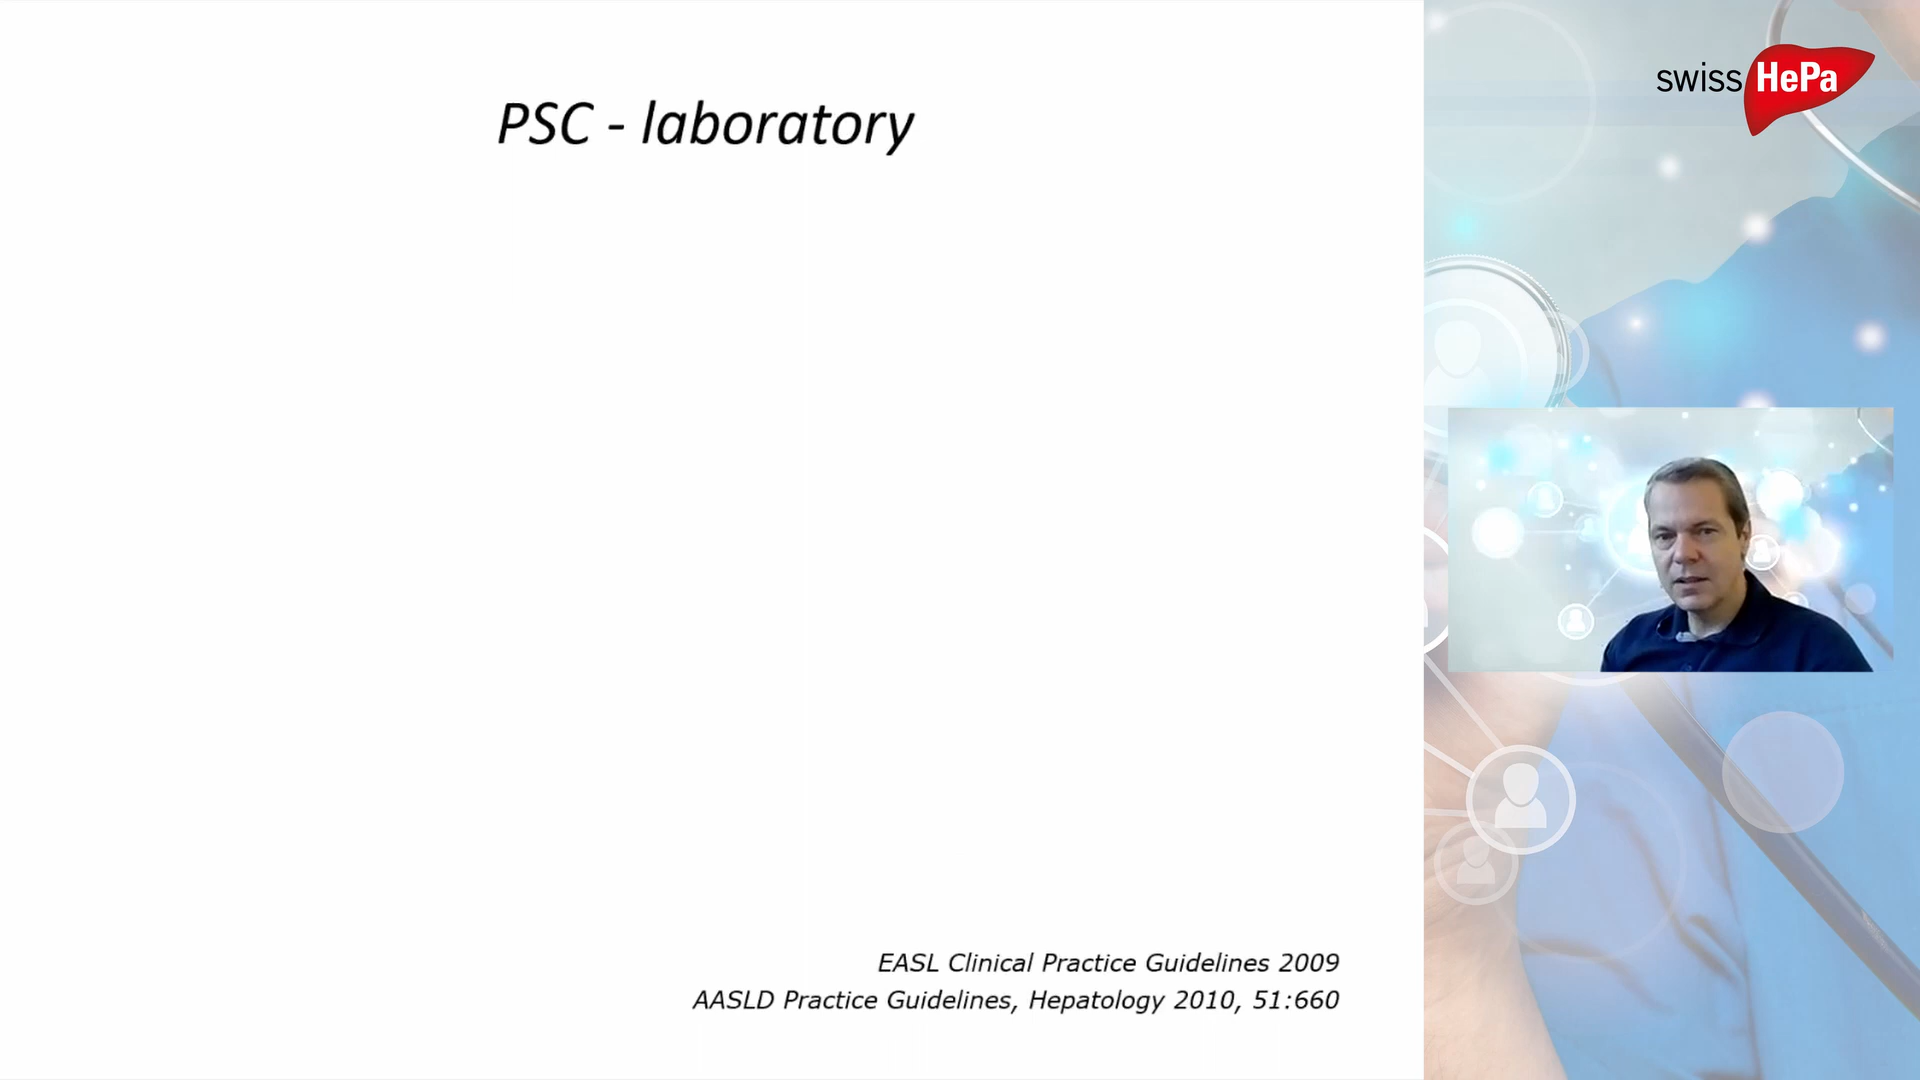 PSC - laboratory
swiss HePa
EASL Clinical Practice Guidelines 2009
AASLD Practice Guidelines, Hepatology 2010, 51:660